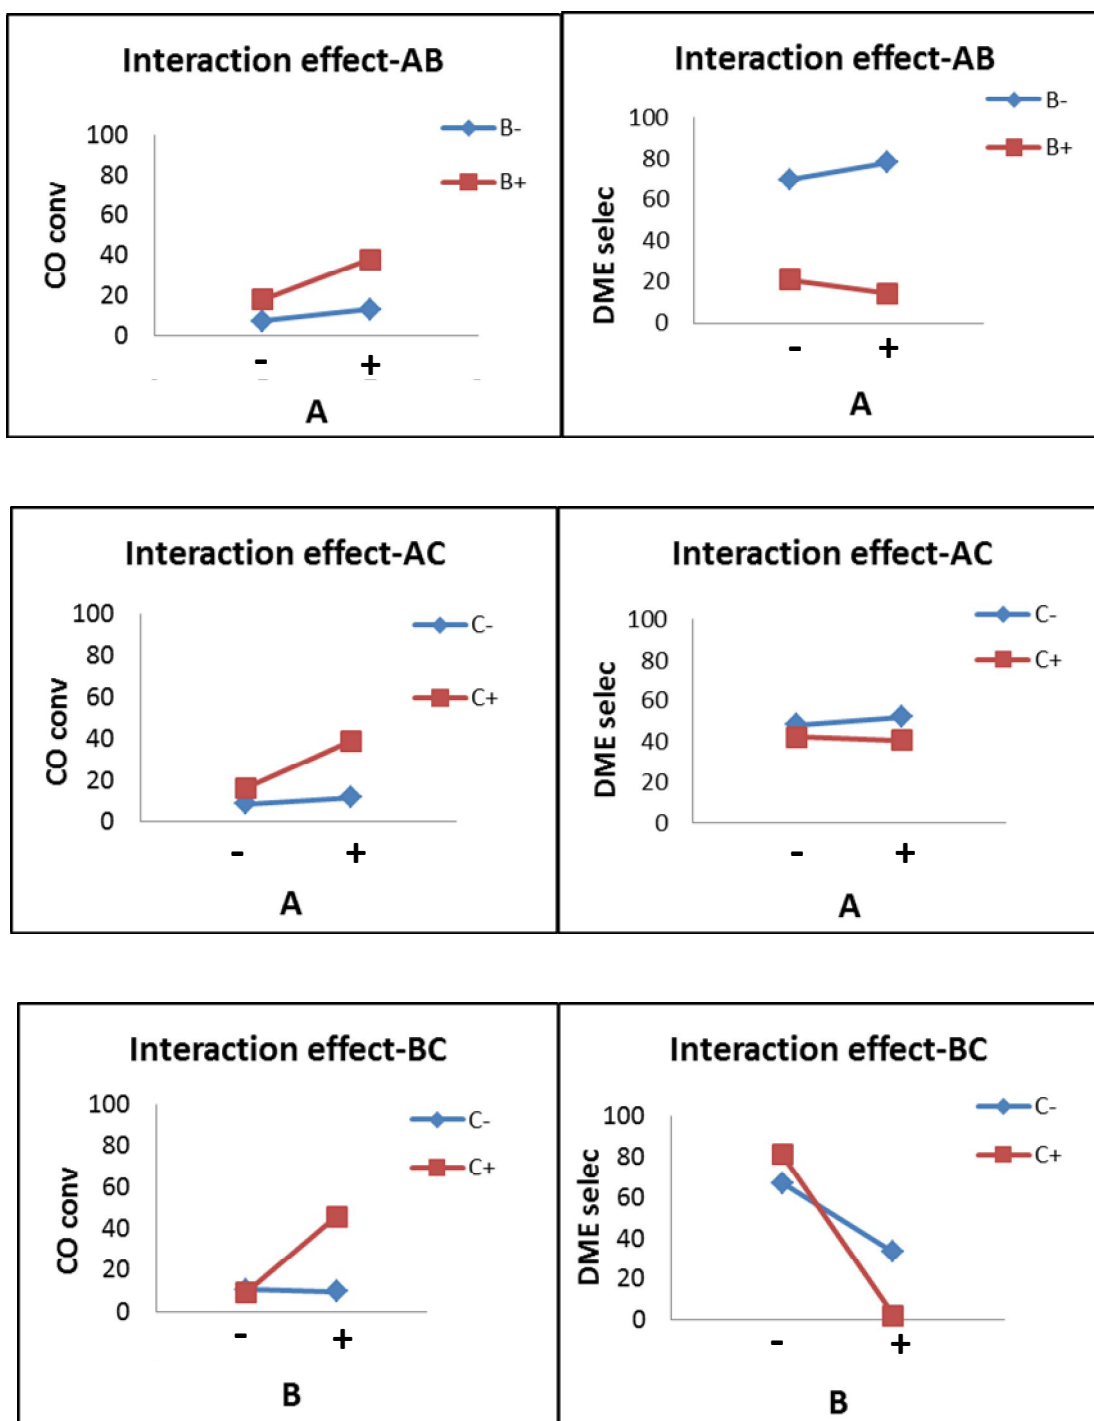 Interaction effect-AB
B-
B+
100
80
60
40
20
0
CO conv
- +
A
Interaction effect-AB
B-
B+
100
80
60
40
20
0
DME selec
- +
A
Interaction effect-AC
C-
C+
100
80
60
40
20
0
CO conv
- +
A
Interaction effect-AC
C-
C+
100
80
60
40
20
0
DME selec
- +
A
Interaction effect-BC
C-
C+
100
80
60
40
20
0
CO conv
- +
B
Interaction effect-BC
C-
C+
100
80
60
40
20
0
DME selec
- +
B